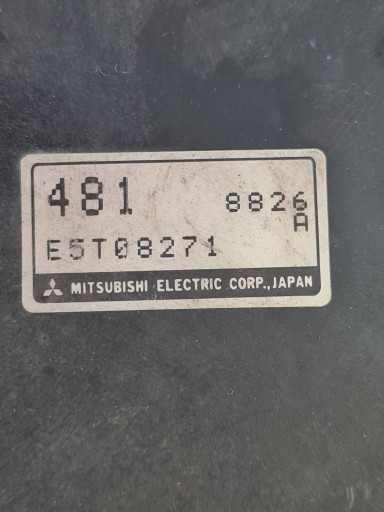 481 8826
A
E5T08271
MITSUBISHI ELECTRIC CORP., JAPAN